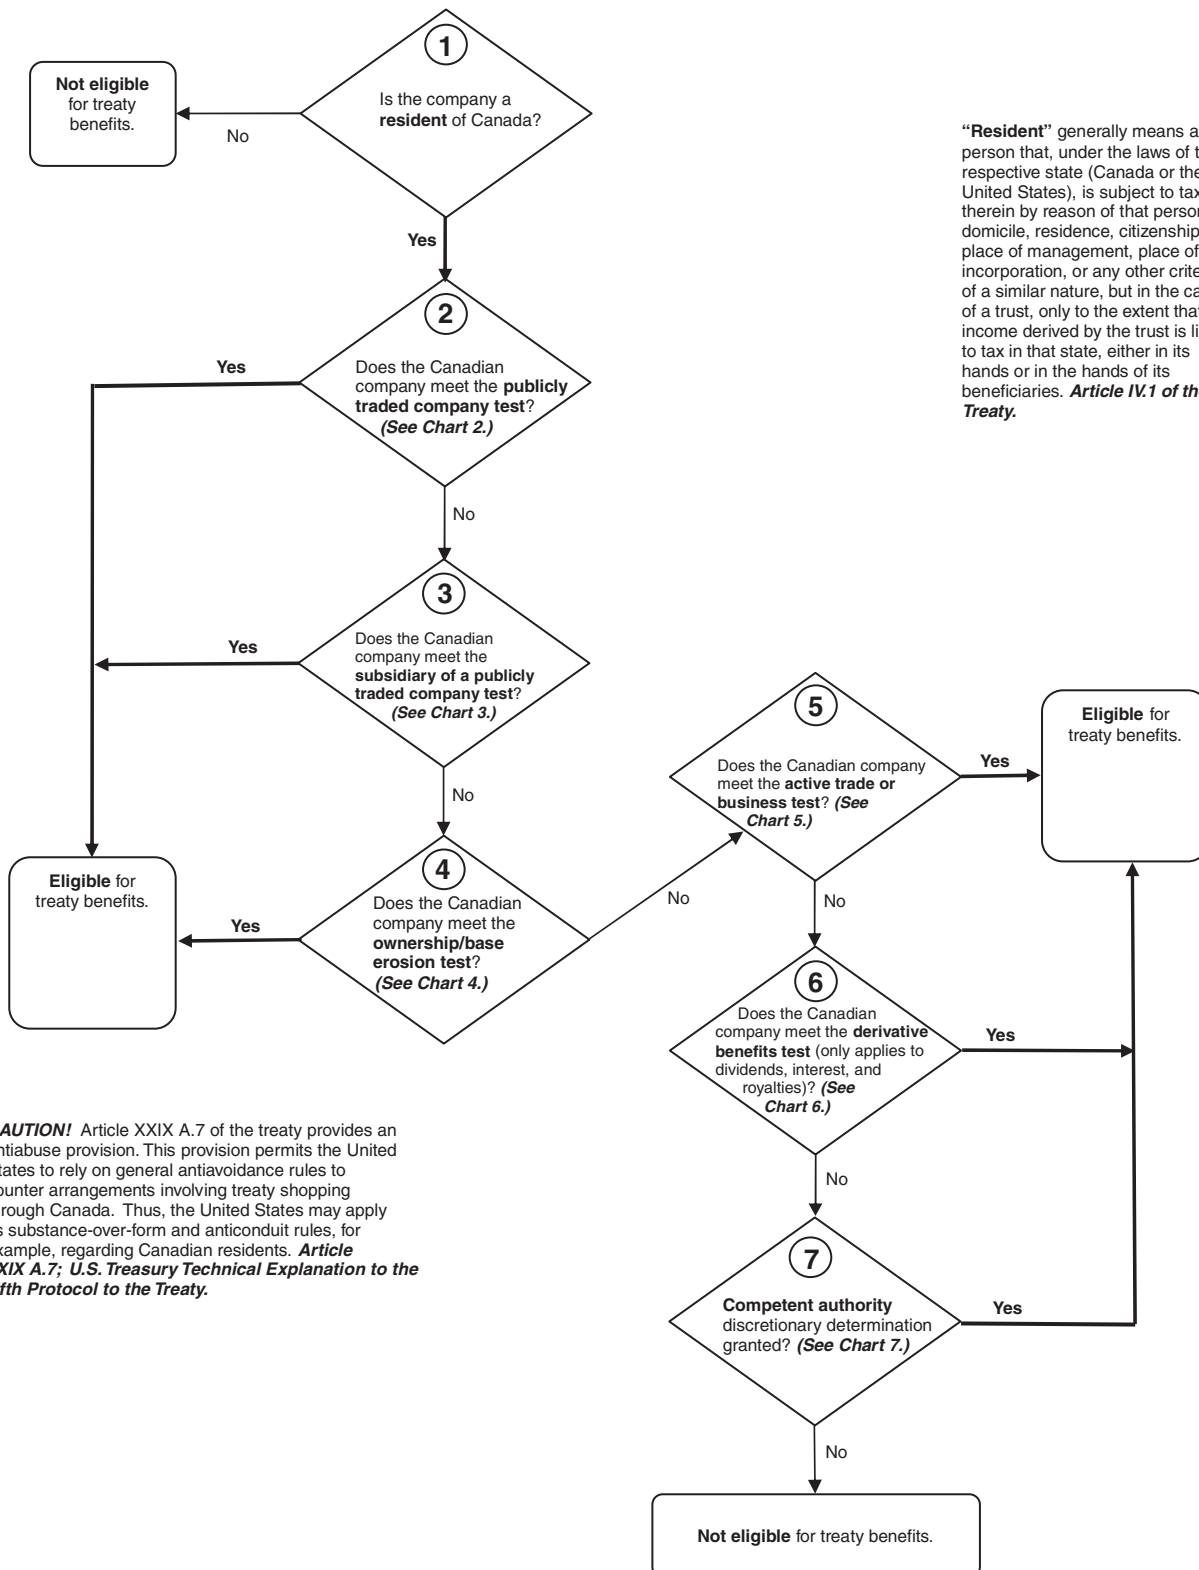 1
Not eligible
for treaty
benefits.
No
Is the company a
resident of Canada?
Yes
"Resident" generally means a
person that, under the laws of
respective state (Canada or the
United States), is subject to tax
therein by reason of that
domicile, residence, citizenship
place of management, place of
incorporation, or any other
of a similar nature, but in the
of a trust, only to the extent that
income derived by the trust is
to tax in that state, either in its
hands or in the hands of its
beneficiaries. Article IV.1 of
Treaty.
2
Yes
Does the Canadian
company meet the publicly
traded company test?
(See Chart 2.)
No
3
Yes
Does the Canadian
company meet the
subsidiary of a publicly
traded company test?
(See Chart 3.)
No
4
Eligible for
treaty benefits.
Yes
Does the Canadian
company meet the
ownership/base
erosion test?
(See Chart 4.)
No
5
Does the Canadian company
meet the active trade or
business test? (See
Chart 5.)
Yes
Eligible for
treaty benefits.
No
6
Does the Canadian
company meet the derivative
benefits test (only applies to
dividends, interest, and
royalties)? (See
Chart 6.)
Yes
No
7
Competent authority
discretionary determination
granted? (See Chart 7.)
Yes
No
Not eligible for treaty benefits.
AUTION! Article XXIX A.7 of the treaty provides an
ntiabuse provision. This provision permits the United
tates to rely on general antiavoidance rules to
ounter arrangements involving treaty shopping
rough Canada. Thus, the United States may apply
s substance-over-form and anticonduit rules, for
xample, regarding Canadian residents. Article
XIX A.7; U.S. Treasury Technical Explanation to the
fth Protocol to the Treaty.